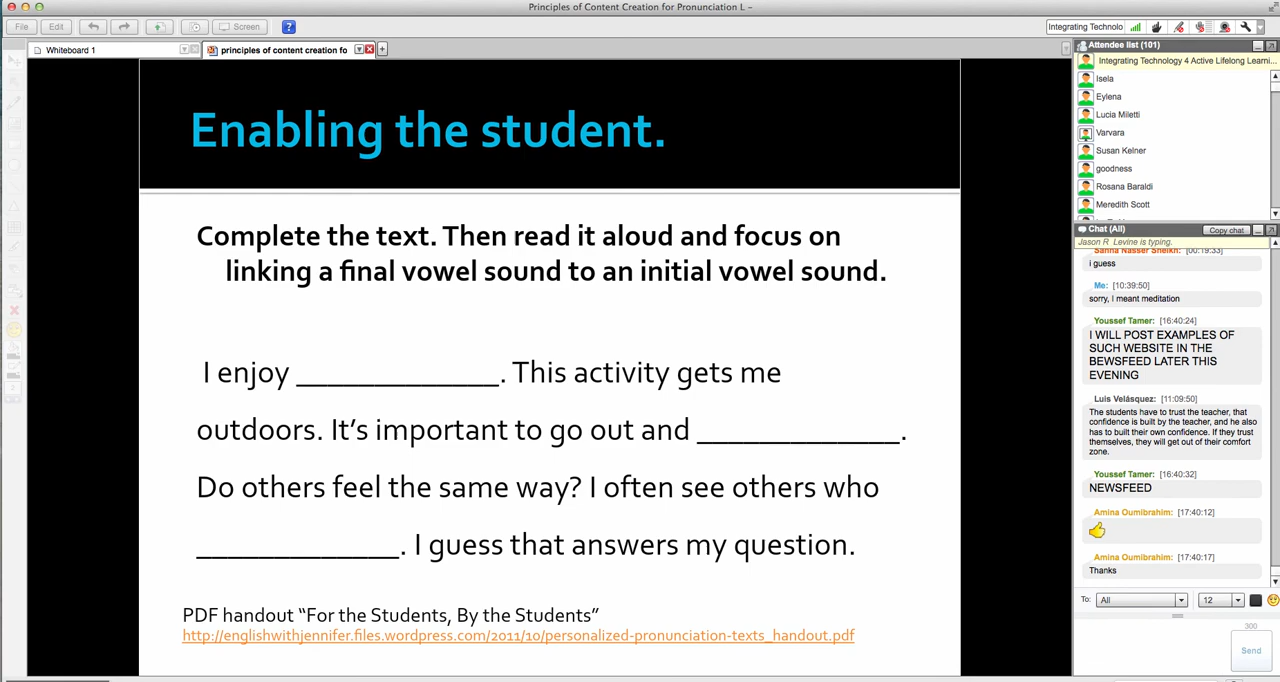 Principles of Content Creation for Pronunciation L –
File
Edit
Screen
?
Integrating Technolo
Whiteboard 1
principles of content creation fo
Enabling the student.
Complete the text. Then read it aloud and focus on
linking a final vowel sound to an initial vowel sound.
I enjoy _____________. This activity gets me
outdoors. It’s important to go out and _____________.
Do others feel the same way? I often see others who
_____________. I guess that answers my question.
PDF handout “For the Students, By the Students”
http://englishwithjennifer.files.wordpress.com/2011/10/personalized-pronunciation-texts_handout.pdf
Attendee list (101)
Integrating Technology 4 Active Lifelong Learni...
Isela
Eylena
Lucia Miletti
Varvara
Susan Kelner
goodness
Rosana Baraldi
Meredith Scott
Chat (All)
Copy chat
Jason R Levine is typing.
Sanna Nasser Sheikh: [00:19:33]
i guess
Me: [10:39:50]
sorry, I meant meditation
Youssef Tamer: [16:40:24]
I WILL POST EXAMPLES OF
SUCH WEBSITE IN THE
BEWSFEED LATER THIS
EVENING
Luis Velásquez: [11:09:50]
The students have to trust the teacher, that
confidence is built by the teacher, and he also
has to built their own confidence. If they trust
themselves, they will get out of their comfort
zone.
Youssef Tamer: [16:40:32]
NEWSFEED
Amina Oumibrahim: [17:40:12]
Amina Oumibrahim: [17:40:17]
Thanks
To:
All
12
300
Send